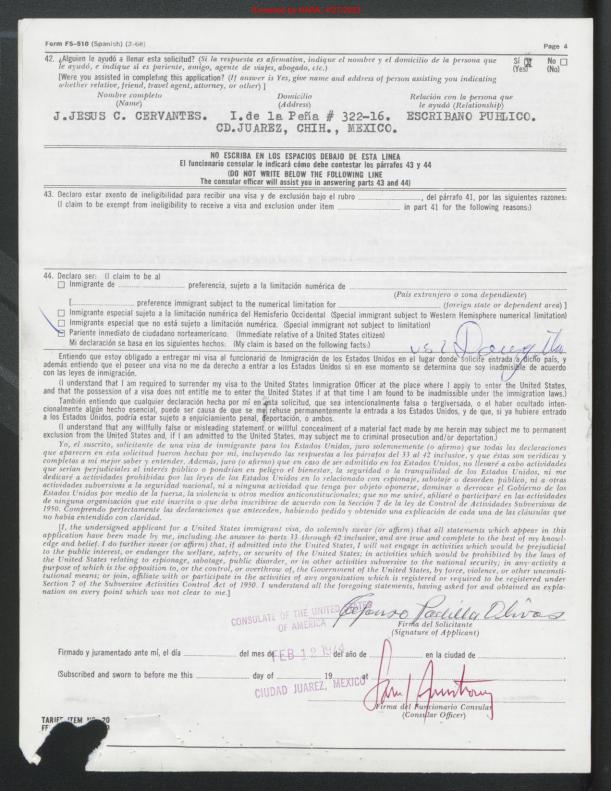 Declassified by NARA, 4/27/2021
Form FS-510 (Spanish) (2-68)
Page 4
42. ¿Alguien le ayudó a llenar esta solicitud? (Si la respuesta es afirmativa, indique el nombre y el domicilio de la persona que
le ayudó, e indique si es pariente, amigo, agente de viajes, abogado, etc.)
Sí ☒ No ☐
(Yes) (No)
[Were you assisted in completing this application? (If answer is Yes, give name and address of person assisting you indicating
whether relative, friend, travel agent, attorney, or other)]
Nombre completo Domicilio Relación con la persona que
(Name) (Address) le ayudó (Relationship)
J.JESUS C. CERVANTES. I.de la Peña # 322-16. ESCRIBANO PUBLICO.
CD.JUAREZ, CHIH., MEXICO.
NO ESCRIBA EN LOS ESPACIOS DEBAJO DE ESTA LINEA
El funcionario consular le indicará cómo debe contestar los párrafos 43 y 44
(DO NOT WRITE BELOW THE FOLLOWING LINE
The consular officer will assist you in answering parts 43 and 44)
43. Declaro estar exento de ineligibilidad para recibir una visa y de exclusión bajo el rubro , del párrafo 41, por las siguientes razones:
(I claim to be exempt from ineligibility to receive a visa and exclusion under item in part 41 for the following reasons:)
44. Declaro ser: (I claim to be a)
☐ Inmigrante de preferencia, sujeto a la limitación numérica de
(País extranjero o zona dependiente)
[ preference immigrant subject to the numerical limitation for (foreign state or dependent area) ]
☐ Inmigrante especial sujeto a la limitación numérica del Hemisferio Occidental (Special immigrant subject to Western Hemisphere numerical limitation)
☐ Inmigrante especial que no está sujeto a limitación numérica. (Special immigrant not subject to limitation)
☐ Pariente inmediato de ciudadano norteamericano. (Immediate relative of a United States citizen)
Mi declaración se basa en los siguientes hechos: (My claim is based on the following facts:)
Entiendo que estoy obligado a entregar mi visa al funcionario de Inmigración de los Estados Unidos en el lugar donde solicite entrada a dicho país, y
además entiendo que el poseer una visa no me da derecho a entrar a los Estados Unidos si en ese momento se determina que soy inadmisible de acuerdo
con las leyes de inmigración.
(I understand that I am required to surrender my visa to the United States Immigration Officer at the place where I apply to enter the United States,
and that the possession of a visa does not entitle me to enter the United States if at that time I am found to be inadmissible under the immigration laws.)
También entiendo que cualquier declaración hecha por mí en esta solicitud, que sea intencionalmente falsa o tergiversada, o el haber ocultado inten-
cionalmente algún hecho esencial, puede ser causa de que se me rehuse permanentemente la entrada a los Estados Unidos, y de que, si ya hubiere entrado
a los Estados Unidos, podría estar sujeto a enjuiciamiento penal, deportación, o ambos.
(I understand that any willfully false or misleading statement or willful concealment of a material fact made by me herein may subject me to permanent
exclusion from the United States and, if I am admitted to the United States, may subject me to criminal prosecution and/or deportation.)
Yo, el suscrito, solicitante de una visa de inmigrante para los Estados Unidos, juro solemnemente (o afirmo) que todas las declaraciones
que aparecen en esta solicitud fueron hechas por mí, incluyendo las respuestas a los párrafos del 33 al 42 inclusive, y que éstas son verídicas y
completas a mi mejor saber y entender. Además, juro (o afirmo) que en caso de ser admitido en los Estados Unidos, no llevaré a cabo actividades
que serían perjudiciales al interés público o pondrían en peligro el bienestar, la seguridad o la tranquilidad de los Estados Unidos, ni me
dedicaré a actividades prohibidas por las leyes de los Estados Unidos en lo relacionado con espionaje, sabotaje o desorden público, ni a otras
actividades subversivas a la seguridad nacional, ni a ninguna actividad que tenga por objeto oponerse, dominar o derrocar el Gobierno de los
Estados Unidos por medio de la fuerza, la violencia u otros medios anticonstitucionales; que no me uniré, afiliaré o participaré en las actividades
de ninguna organización que esté inscrita o que deba inscribirse de acuerdo con la Sección 7 de la ley de Control de Actividades Subversivas de
1950. Comprendo perfectamente las declaraciones que anteceden, habiendo pedido y obtenido una explicación de cada una de las cláusulas que
no había entendido con claridad.
[I, the undersigned applicant for a United States immigrant visa, do solemnly swear (or affirm) that all statements which appear in this
application have been made by me, including the answer to parts 33 through 42 inclusive, and are true and complete to the best of my knowl-
edge and belief. I do further swear (or affirm) that, if admitted into the United States, I will not engage in activities which would be prejudicial
to the public interest, or endanger the welfare, safety, or security of the United States; in activities which would be prohibited by the laws of
the United States relating to espionage, sabotage, public disorder, or in other activities subversive to the national security; in any activity a
purpose of which is the opposition to, or the control, or overthrow of, the Government of the United States, by force, violence, or other unconsti-
tutional means; or join, affiliate with or participate in the activities of any organization which is registered or required to be registered under
Section 7 of the Subversive Activities Control Act of 1950. I understand all the foregoing statements, having asked for and obtained an expla-
nation on every point which was not clear to me.]
CONSULATE OF THE UNITED STATES
OF AMERICA
Alfonso Padilla Olivas
Firma del Solicitante
(Signature of Applicant)
Firmado y juramentado ante mí, el día del mes de FEB 12 del año de en la ciudad de
(Subscribed and sworn to before me this day of 19 at
CIUDAD JUAREZ, MEXICO
Firma del Funcionario Consular
(Consular Officer)
TARIFF ITEM NO. 20